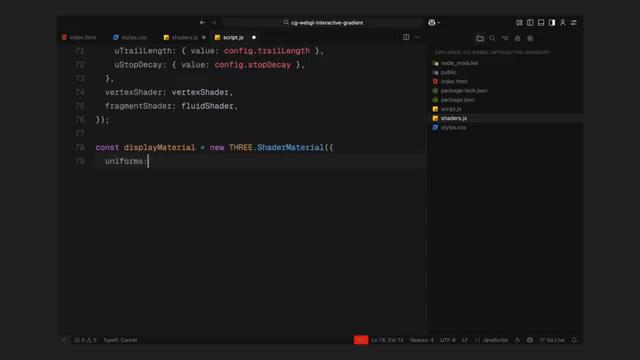 cg-webgl-interactive-gradient
index.html
styles.css
shaders.js
script.js
EXPLORER: CG-WEBGL-INTERACTIVE-GRADIENT
node_modules
public
index.html
package-lock.json
package.json
script.js
shaders.js
styles.css
71 uTrailLength: { value: config.trailLength },
72 uStopDecay: { value: config.stopDecay },
73 },
74 vertexShader: vertexShader,
75 fragmentShader: fluidShader,
76 });
77
78 const displayMaterial = new THREE.ShaderMaterial({
79 uniforms:
0 0 TypeIt: Cancel
Ln 79, Col 12 Spaces: 4 UTF-8 LF {} JavaScript Go Live